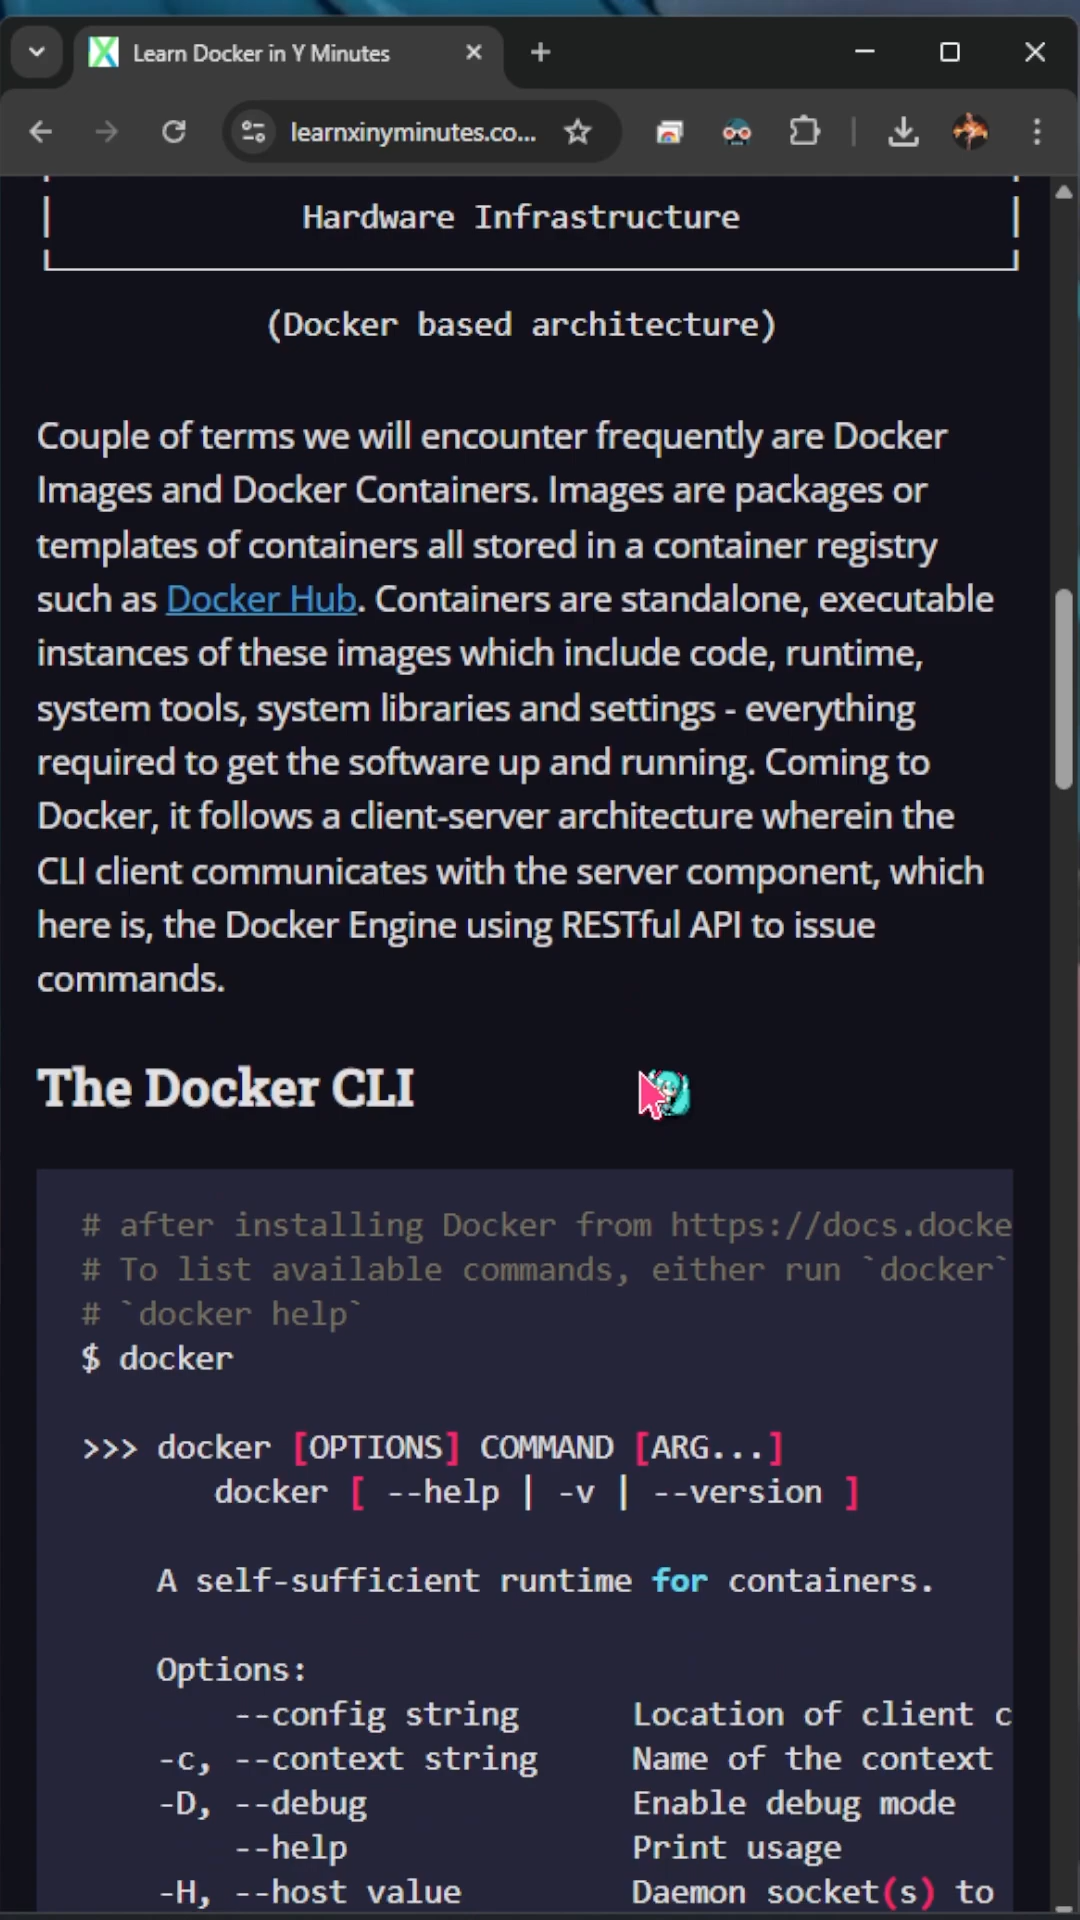 Learn Docker in Y Minutes
learnxinyminutes.co...
| Hardware Infrastructure |
(Docker based architecture)
Couple of terms we will encounter frequently are Docker
Images and Docker Containers. Images are packages or
templates of containers all stored in a container registry
such as Docker Hub. Containers are standalone, executable
instances of these images which include code, runtime,
system tools, system libraries and settings - everything
required to get the software up and running. Coming to
Docker, it follows a client-server architecture wherein the
CLI client communicates with the server component, which
here is, the Docker Engine using RESTful API to issue
commands.
The Docker CLI
# after installing Docker from https://docs.docke
# To list available commands, either run `docker`
# `docker help`
$ docker
>>> docker [OPTIONS] COMMAND [ARG...]
docker [ --help | -v | --version ]
A self-sufficient runtime for containers.
Options:
--config string Location of client c
-c, --context string Name of the context
-D, --debug Enable debug mode
--help Print usage
-H, --host value Daemon socket(s) to